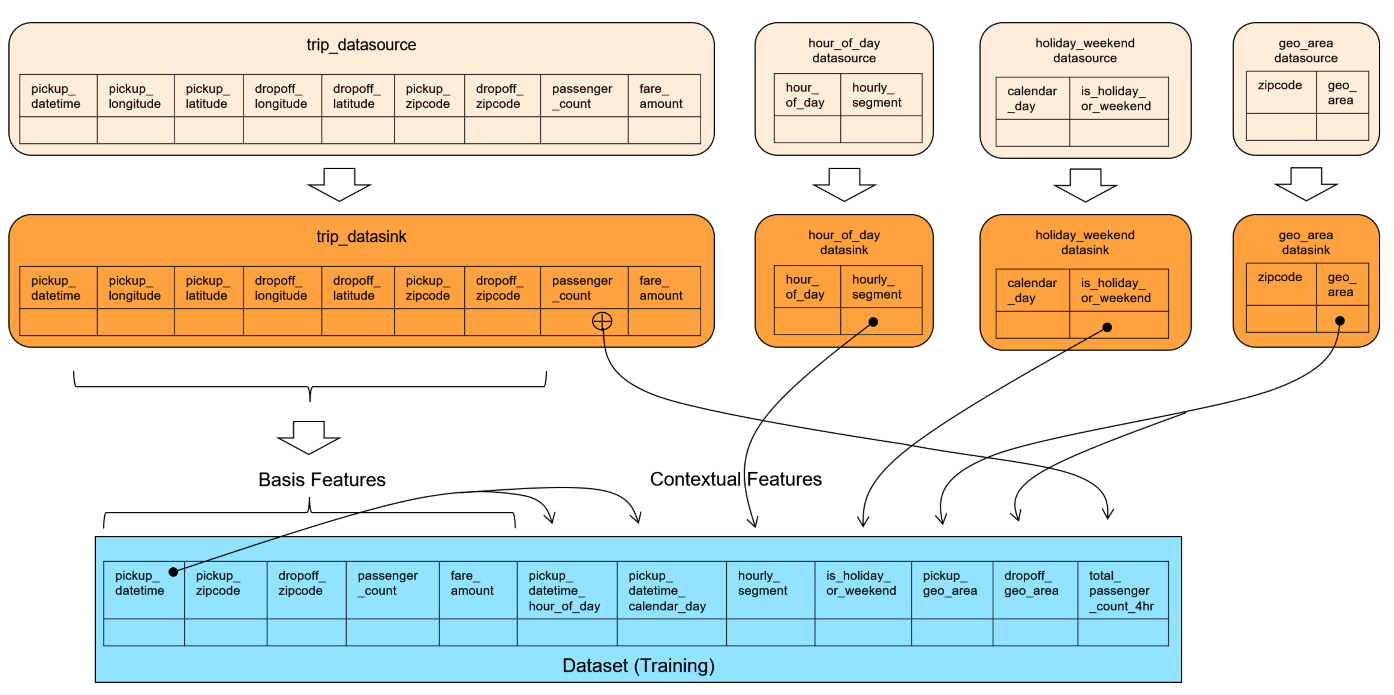 trip_datasource
pickup_
datetime
pickup_
longitude
pickup_
latitude
dropoff_
longitude
dropoff_
latitude
pickup_
zipcode
dropoff_
zipcode
passenger
_count
fare_
amount
hour_of_day
datasource
hour_
of_day
hourly_
segment
holiday_weekend
datasource
calendar
_day
is_holiday_
or_weekend
geo_area
datasource
zipcode
geo_
area
trip_datasink
pickup_
datetime
pickup_
longitude
pickup_
latitude
dropoff_
longitude
dropoff_
latitude
pickup_
zipcode
dropoff_
zipcode
passenger
_count
fare_
amount
hour_of_day
datasink
hour_
of_day
hourly_
segment
holiday_weekend
datasink
calendar
_day
is_holiday_
or_weekend
geo_area
datasink
zipcode
geo_
area
Basis Features
Contextual Features
pickup_
datetime
pickup_
zipcode
dropoff_
zipcode
passenger
_count
fare_
amount
pickup_
datetime_
hour_of_day
pickup_
datetime_
calendar_day
hourly_
segment
is_holiday_
or_weekend
pickup_
geo_area
dropoff_
geo_area
total_
passenger
_count_4hr
Dataset (Training)